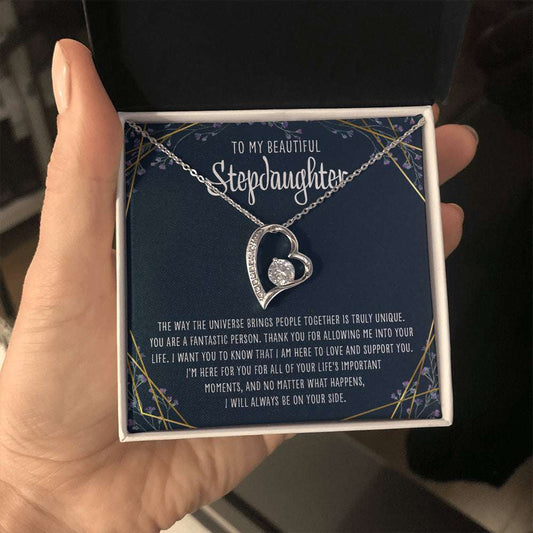 TO MY BEAUTIFUL
Stepdaughter
THE WAY THE UNIVERSE BRINGS PEOPLE TOGETHER IS TRULY UNIQUE.
YOU ARE A FANTASTIC PERSON. THANK YOU FOR ALLOWING ME INTO YOUR
LIFE. I WANT YOU TO KNOW THAT I AM HERE TO LOVE AND SUPPORT YOU.
I'M HERE FOR YOU FOR ALL OF YOUR LIFE'S IMPORTANT
MOMENTS, AND NO MATTER WHAT HAPPENS,
I WILL ALWAYS BE ON YOUR SIDE.